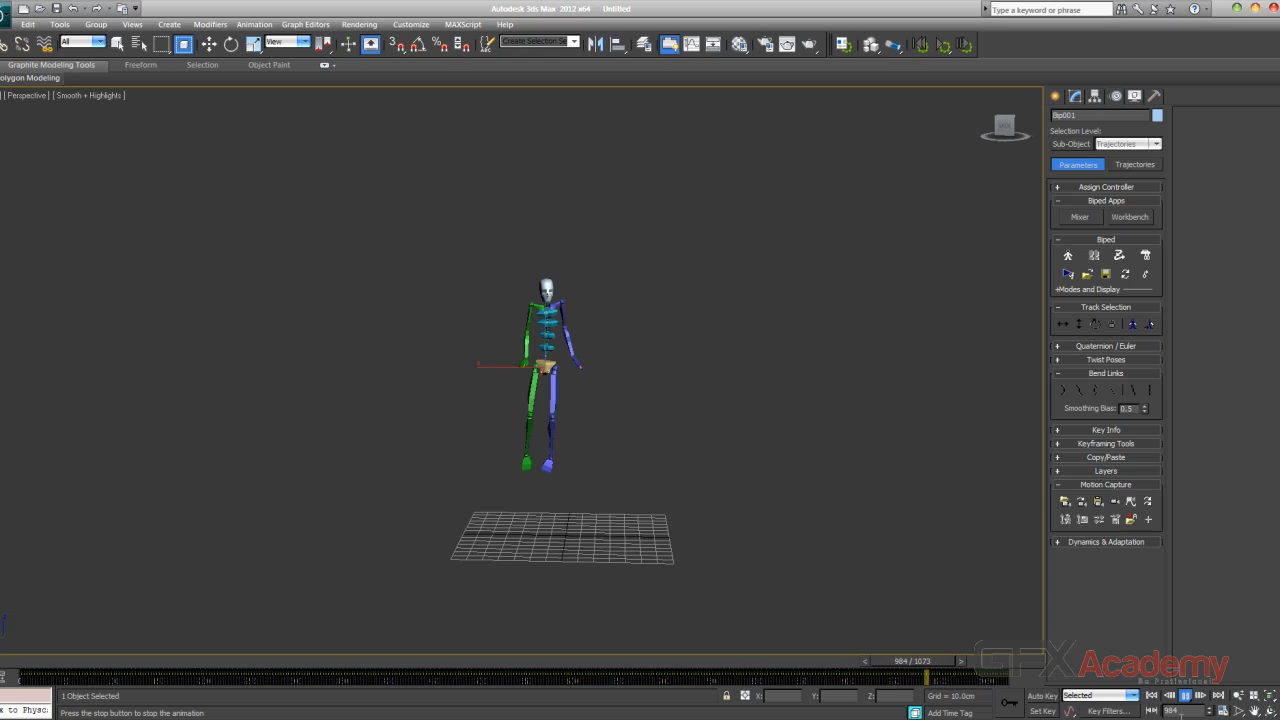 Autodesk 3ds Max 2012 x64 Untitled
Type a keyword or phrase
Edit Tools Group Views Create Modifiers Animation Graph Editors Rendering Customize MAXScript Help
All View Create Selection Se
Graphite Modeling Tools Freeform Selection Object Paint
olygon Modeling
[ Perspective ] [ Smooth + Highlights ]
Bip001
Selection Level:
Sub-Object Trajectories
Parameters Trajectories
+ Assign Controller
- Biped Apps
Mixer Workbench
- Biped
+Modes and Display
- Track Selection
+ Quaternion / Euler
+ Twist Poses
- Bend Links
Smoothing Bias: 0.5
+ Key Info
+ Keyframing Tools
+ Copy/Paste
+ Layers
- Motion Capture
+ Dynamics & Adaptation
x
z
< 984 / 1073 >
GFX Academy
Be Professional
1 Object Selected X: Y: Z: Grid = 10.0cm Auto Key Selected
x to Physc Press the stop button to stop the animation Add Time Tag Set Key Key Filters... 984